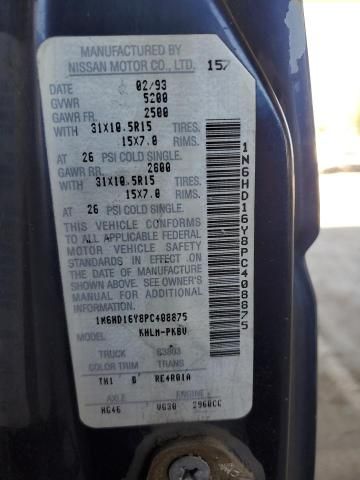 MANUFACTURED BY
NISSAN MOTOR CO., LTD. 157
DATE 02/93
GVWR 5200
GAWR FR. 2500
WITH 31X10.5R15 TIRES.
15X7.0 RIMS.
AT 26 PSI COLD SINGLE.
GAWR RR. 2800
WITH 31X10.5R15 TIRES.
15X7.0 RIMS.
AT 26 PSI COLD SINGLE.
THIS VEHICLE CONFORMS
TO ALL APPLICABLE FEDERAL
MOTOR VEHICLE SAFETY
STANDARDS IN EFFECT ON THE
DATE OF MANUFACTURE
SHOWN ABOVE. SEE OWNER'S
MANUAL FOR ADDITIONAL
INFORMATION.
1N6HD16Y8PC408875
MODEL KHLM-PKBU
TRUCK 63803
COLOR TRIM TRANS
TH1 RE4R01A
AXLE ENGINE
HG46 VG30 2960CC
1N6HD16Y8PC408875